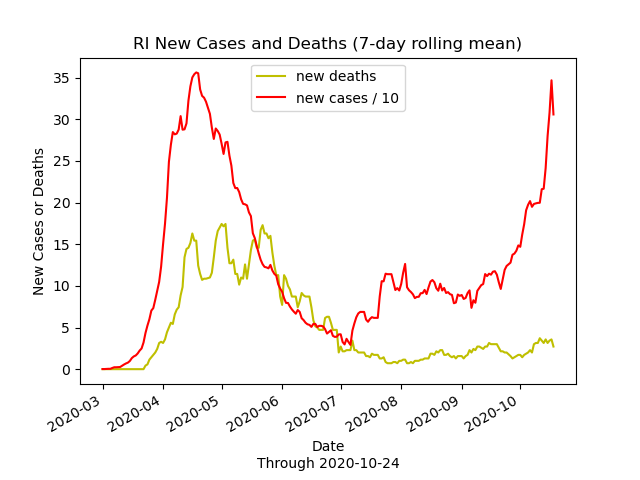 RI New Cases and Deaths (7-day rolling mean)
new deaths
new cases / 10
35
30
25
20
15
10
5
0
New Cases or Deaths
2020-03
2020-04
2020-05
2020-06
2020-07
2020-08
2020-09
2020-10
Date
Through 2020-10-24